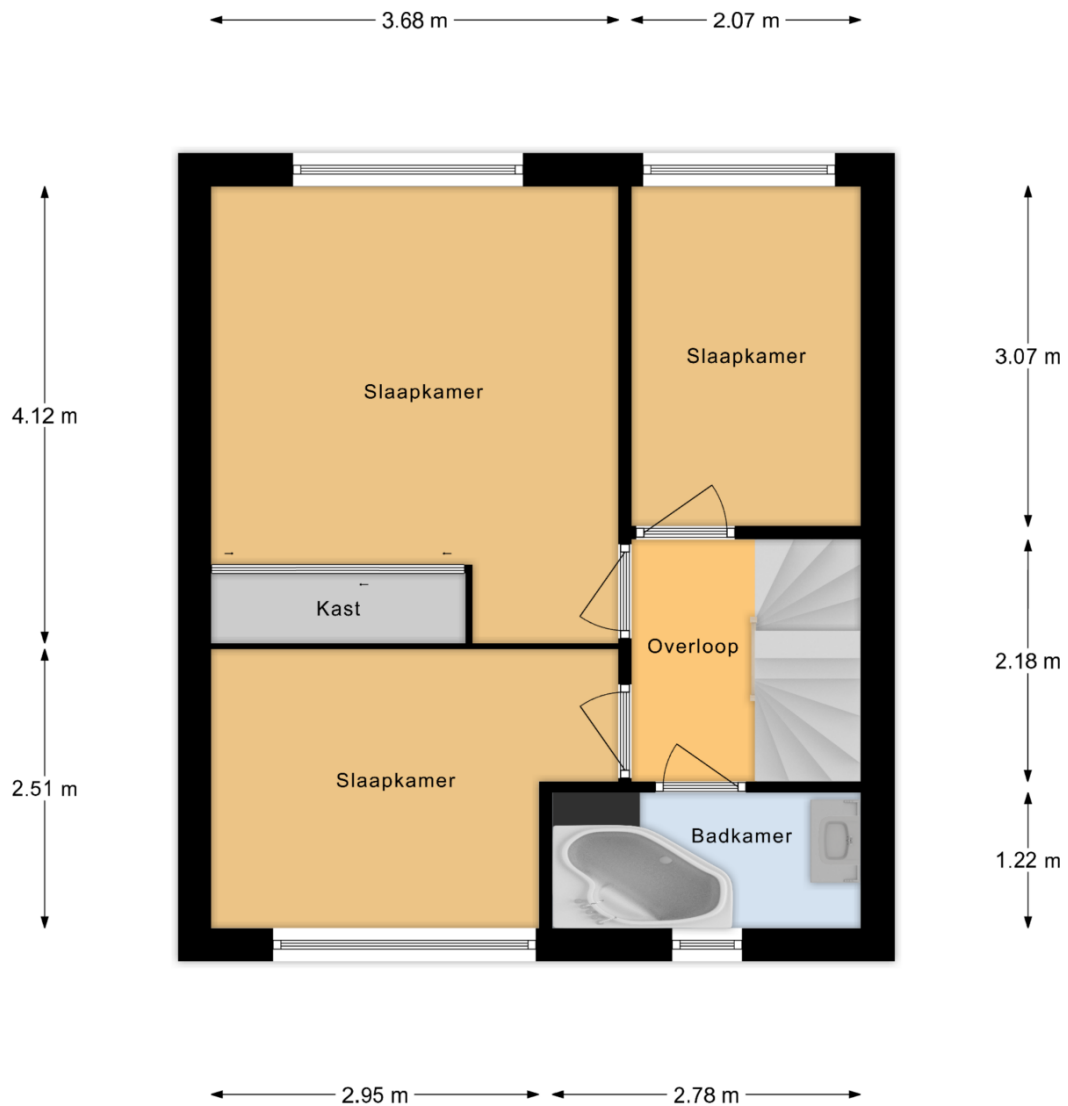 3.68 m
2.07 m
Slaapkamer
3.07 m
Slaapkamer
4.12 m
Kast
Overloop
2.18 m
Slaapkamer
2.51 m
Badkamer
1.22 m
2.95 m
2.78 m